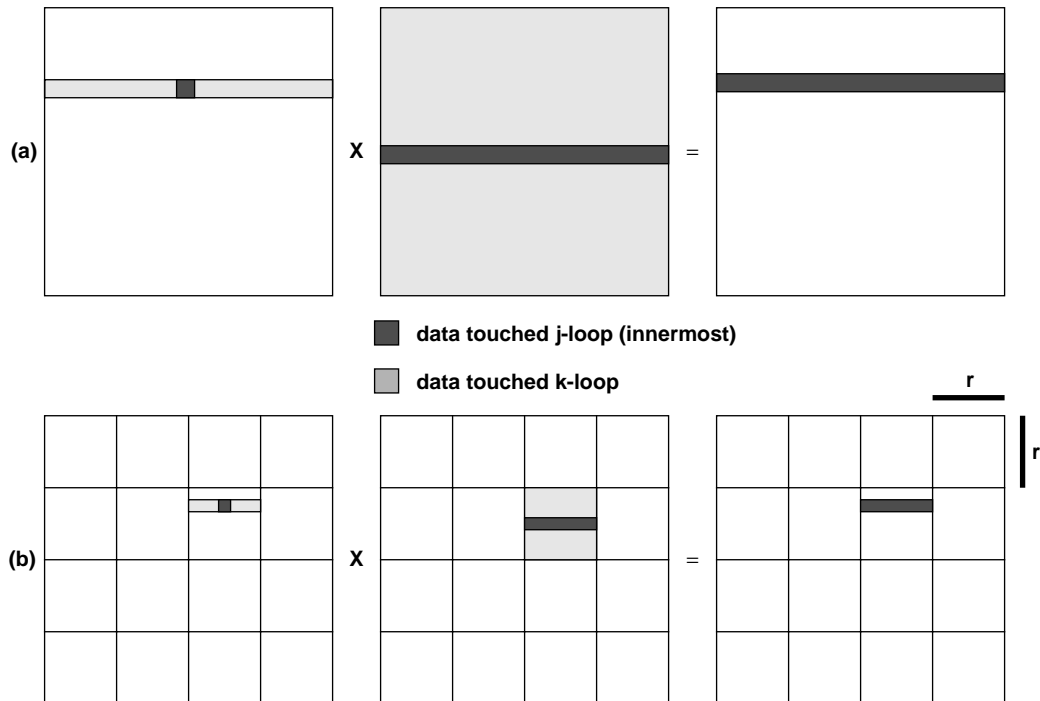 (a) X =
data touched j-loop (innermost)
data touched k-loop
r
r
(b) X =